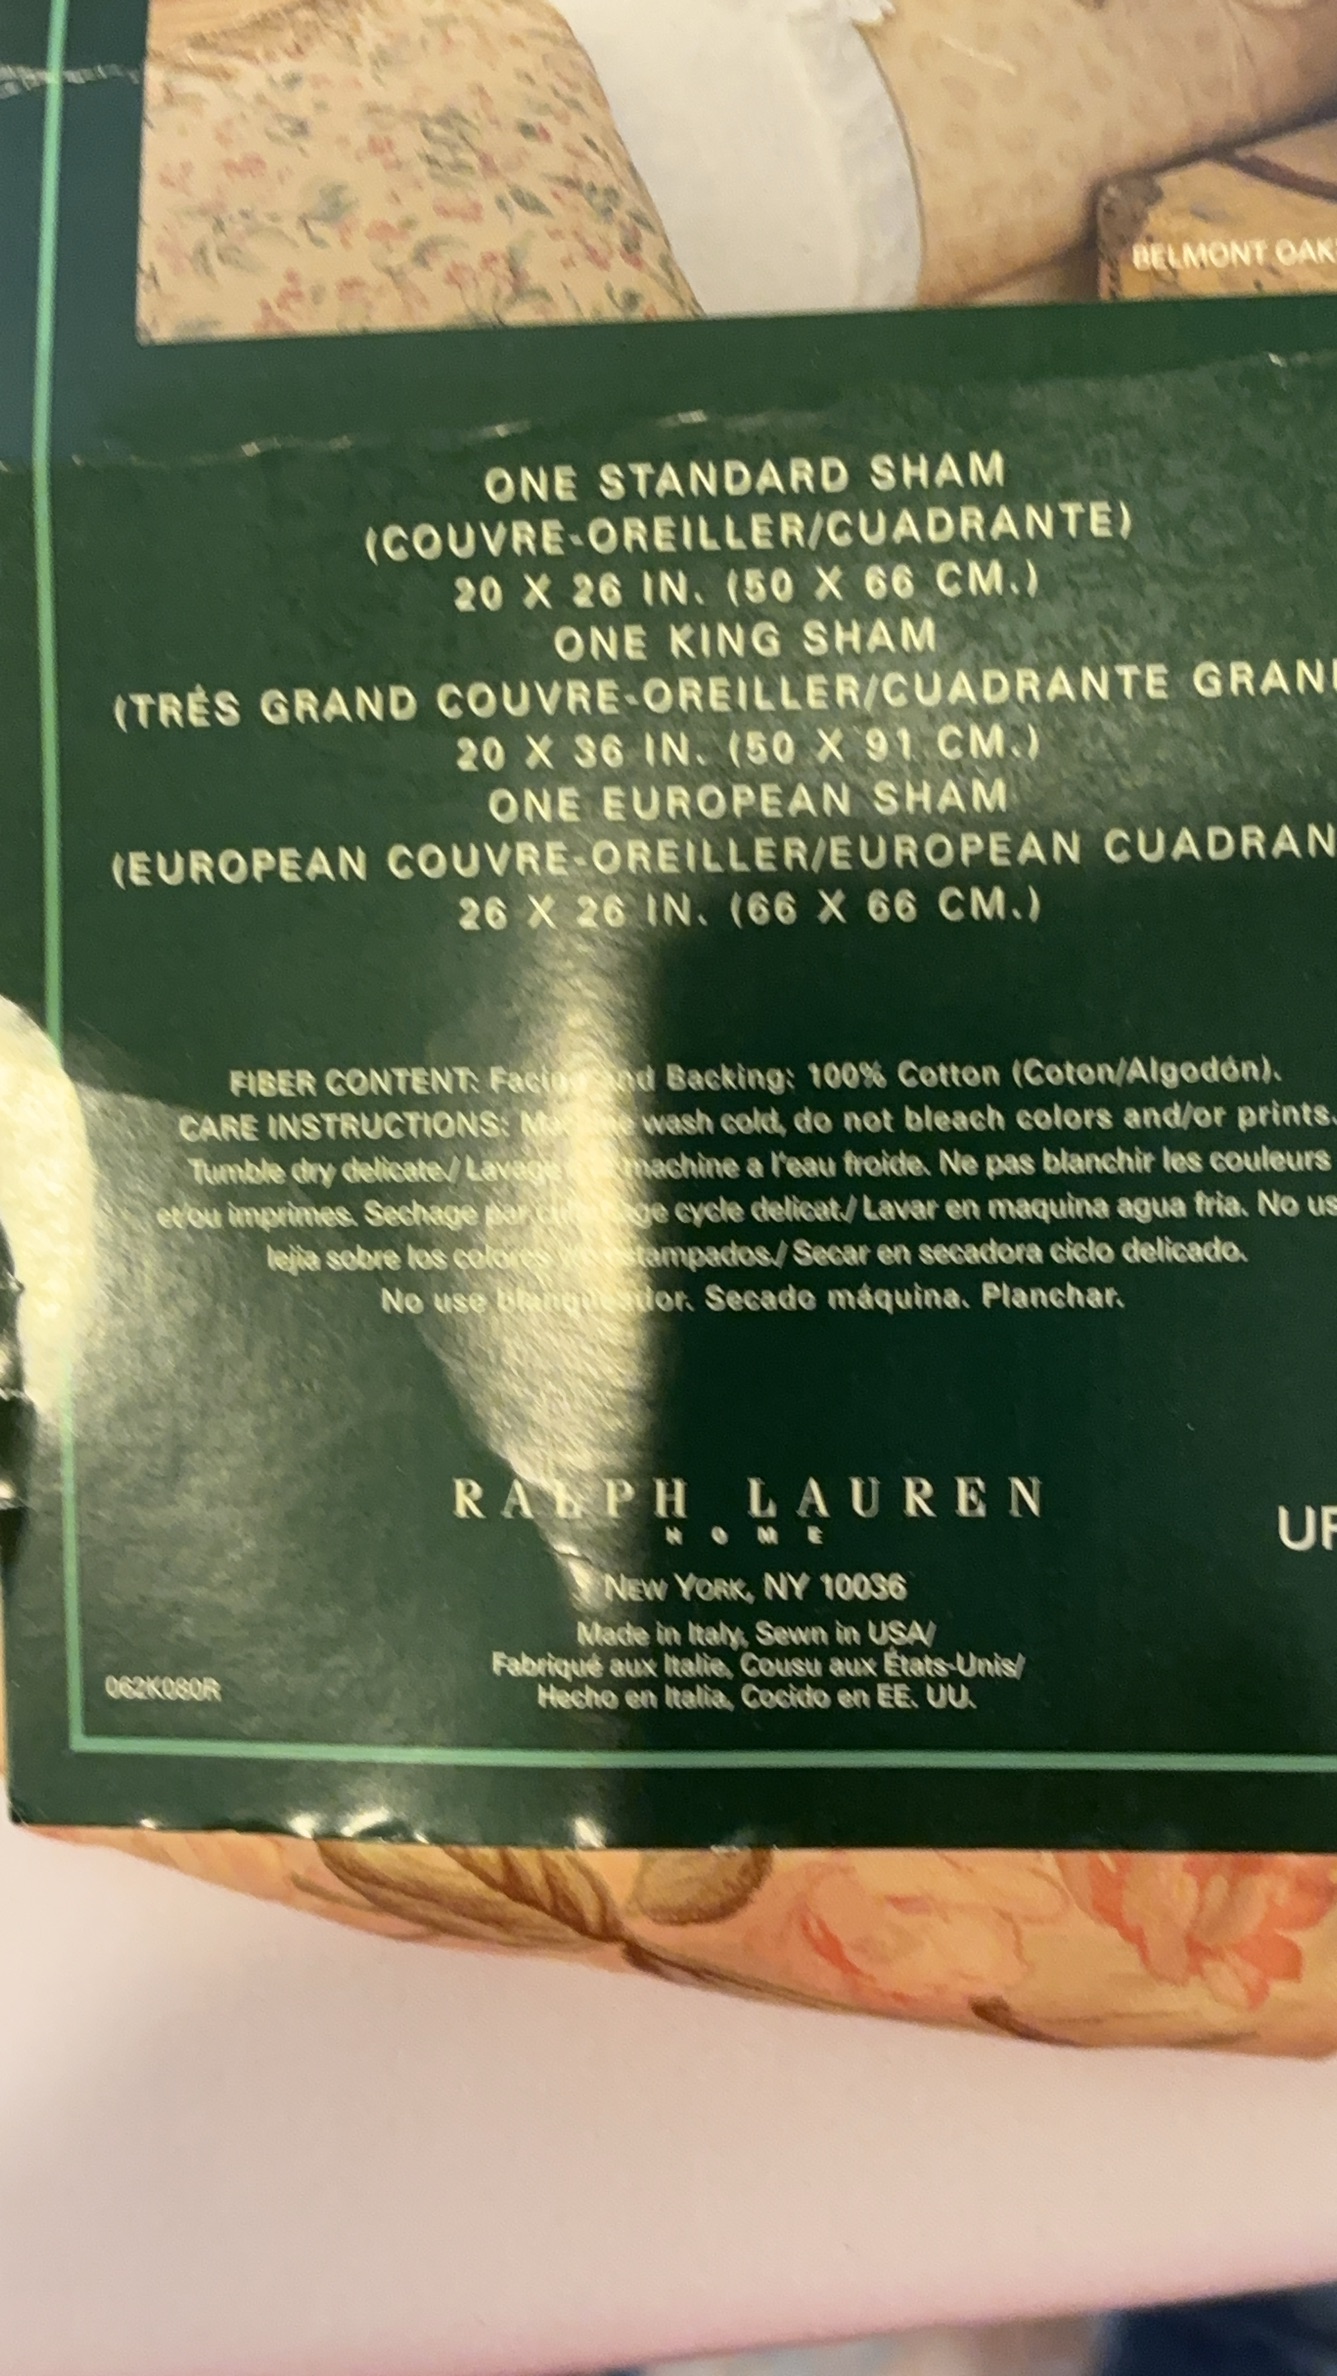 BELMONT OAK
ONE STANDARD SHAM
(COUVRE-OREILLER/CUADRANTE)
20 X 26 IN. (50 X 66 CM.)
ONE KING SHAM
(TRÉS GRAND COUVRE-OREILLER/CUADRANTE GRAN
20 X 36 IN. (50 X 91 CM.)
ONE EUROPEAN SHAM
(EUROPEAN COUVRE-OREILLER/EUROPEAN CUADRAN
26 X 26 IN. (66 X 66 CM.)
FIBER CONTENT: Facing and Backing: 100% Cotton (Coton/Algodón).
CARE INSTRUCTIONS: Machine wash cold, do not bleach colors and/or prints.
Tumble dry delicate./ Lavage machine a l'eau froide. Ne pas blanchir les couleurs
et/ou imprimes. Sechage par cycle delicat./ Lavar en maquina agua fria. No us
lejia sobre los colores estampados./ Secar en secadora ciclo delicado.
No use blanqueador. Secado máquina. Planchar.
RALPH LAUREN
HOME
UP
NEW YORK, NY 10036
Made in Italy, Sewn in USA/
Fabriqué aux Italie, Cousu aux États-Unis/
Hecho en Italia, Cocido en EE. UU.
062K080R